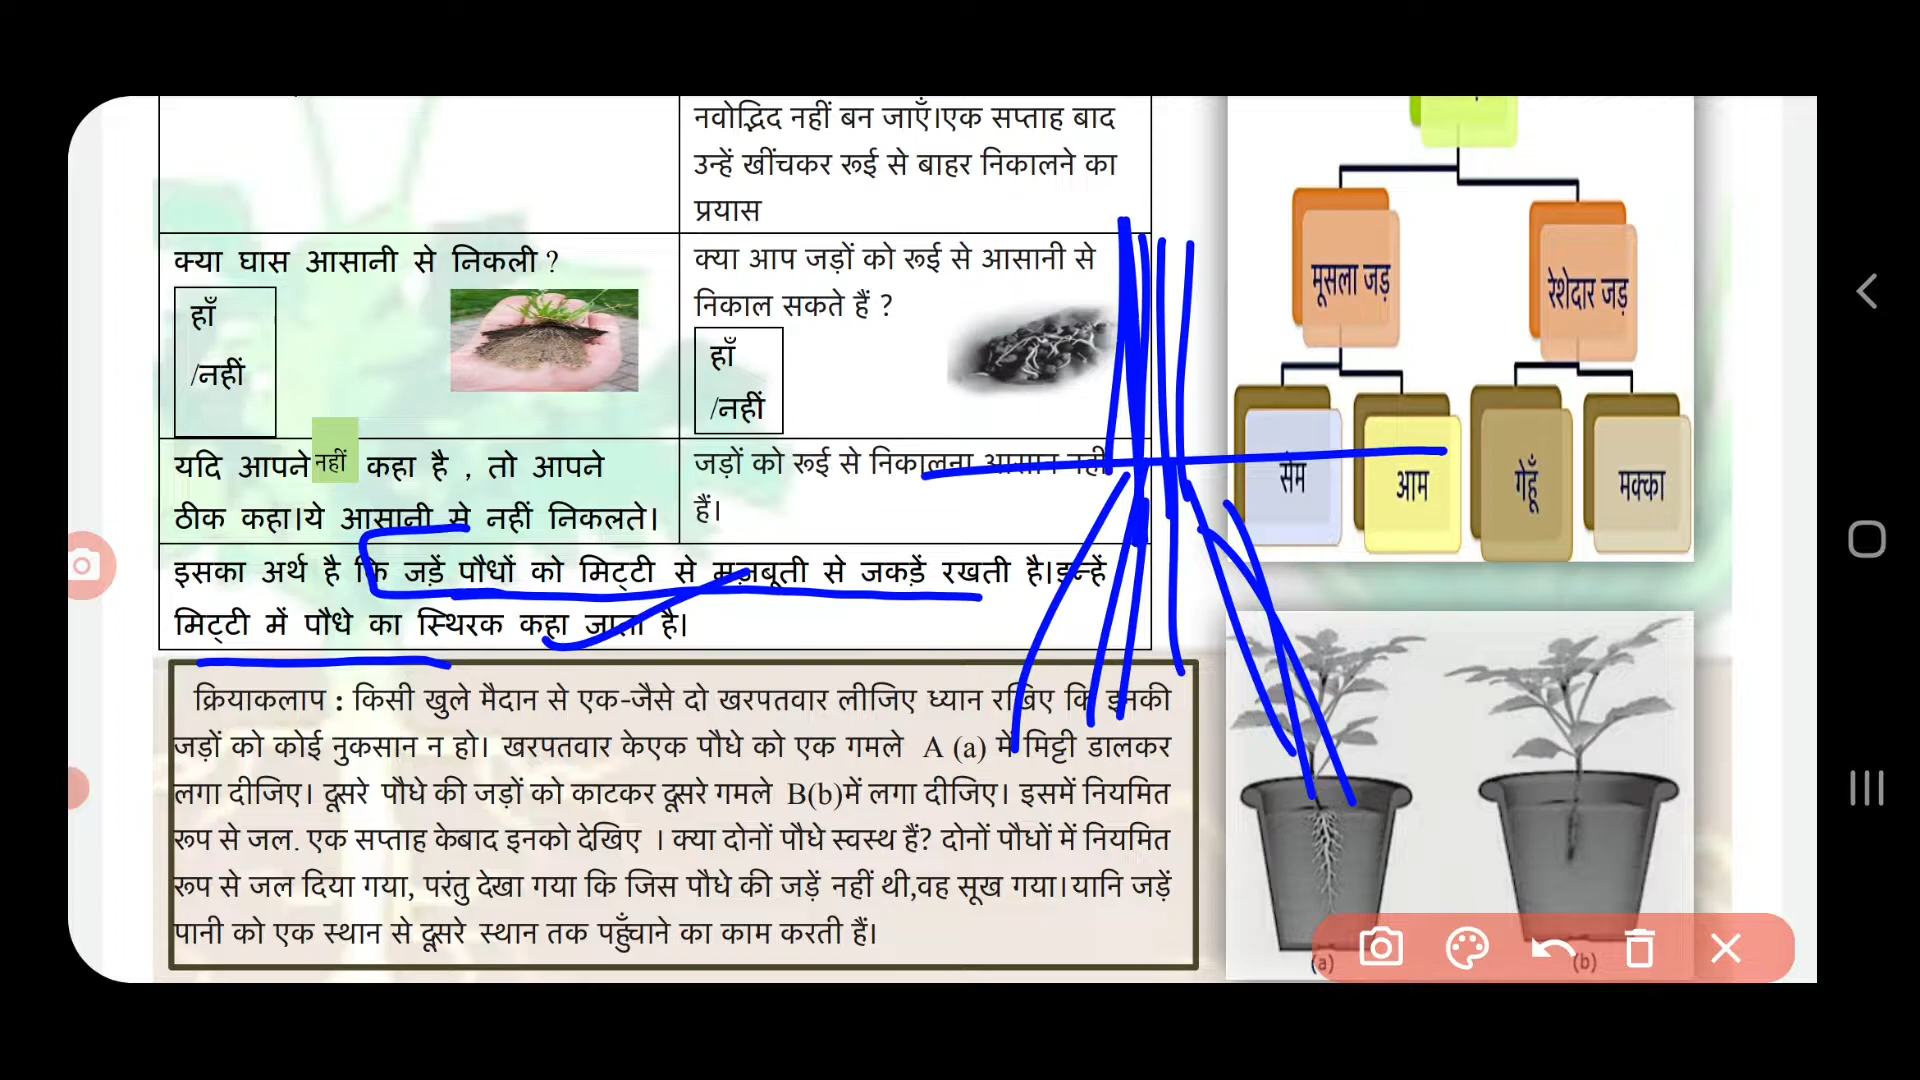 नवोद्भिद नहीं बन जाएँ।एक सप्ताह बाद
उन्हें खींचकर रूई से बाहर निकालने का
प्रयास
क्या घास आसानी से निकली ?
हाँ
/नहीं
क्या आप जड़ों को रूई से आसानी से
निकाल सकते हैं ?
हाँ
/नहीं
यदि आपने नहीं कहा है , तो आपने
ठीक कहा।ये आसानी से नहीं निकलते।
जड़ों को रूई से निकालना आसान नहीं
हैं।
इसका अर्थ है कि जड़ें पौधों को मिट्टी से मज़बूती से जकड़ें रखती है।इन्हें
मिट्टी में पौधे का स्थिरक कहा जाता है।
क्रियाकलाप : किसी खुले मैदान से एक-जैसे दो खरपतवार लीजिए ध्यान रखिए कि इनकी
जड़ों को कोई नुकसान न हो। खरपतवार केएक पौधे को एक गमले A (a) में मिट्टी डालकर
लगा दीजिए। दूसरे पौधे की जड़ों को काटकर दूसरे गमले B(b)में लगा दीजिए। इसमें नियमित
रूप से जल. एक सप्ताह केबाद इनको देखिए । क्या दोनों पौधे स्वस्थ हैं? दोनों पौधों में नियमित
रूप से जल दिया गया, परंतु देखा गया कि जिस पौधे की जड़ें नहीं थी,वह सूख गया।यानि जड़ें
पानी को एक स्थान से दूसरे स्थान तक पहुँचाने का काम करती हैं।
मूसला जड़
रेशेदार जड़
सेम
आम
गेहूँ
मक्का
(a)
(b)